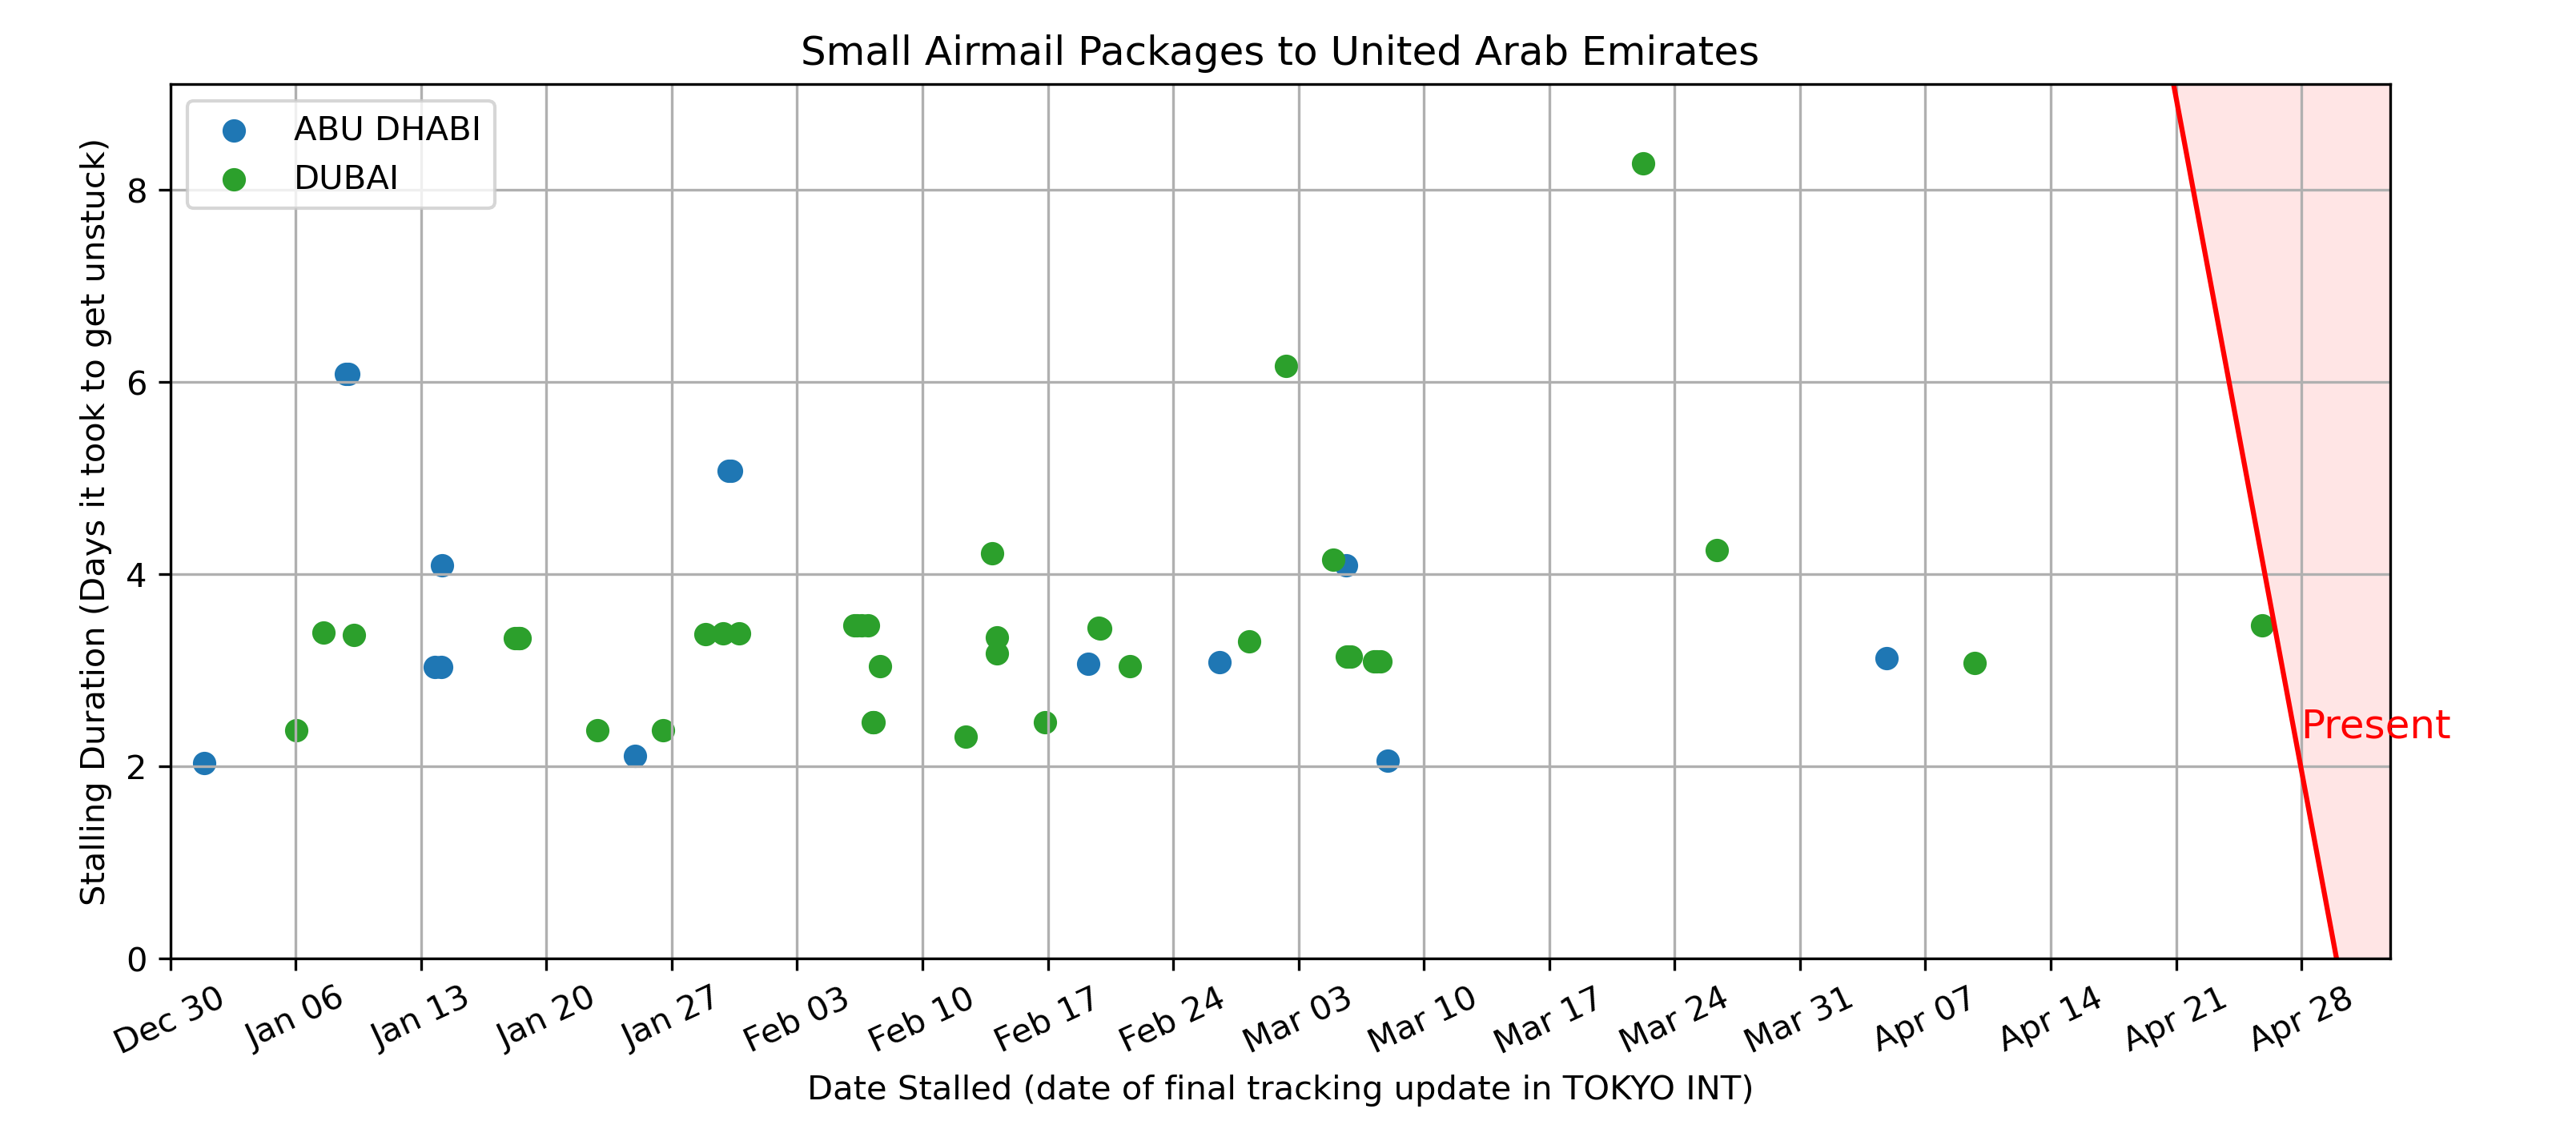 Small Airmail Packages to United Arab Emirates
ABU DHABI
DUBAI
Stalling Duration (Days it took to get unstuck)
8
6
4
2
0
Present
Dec 30
Jan 06
Jan 13
Jan 20
Jan 27
Feb 03
Feb 10
Feb 17
Feb 24
Mar 03
Mar 10
Mar 17
Mar 24
Mar 31
Apr 07
Apr 14
Apr 21
Apr 28
Date Stalled (date of final tracking update in TOKYO INT)